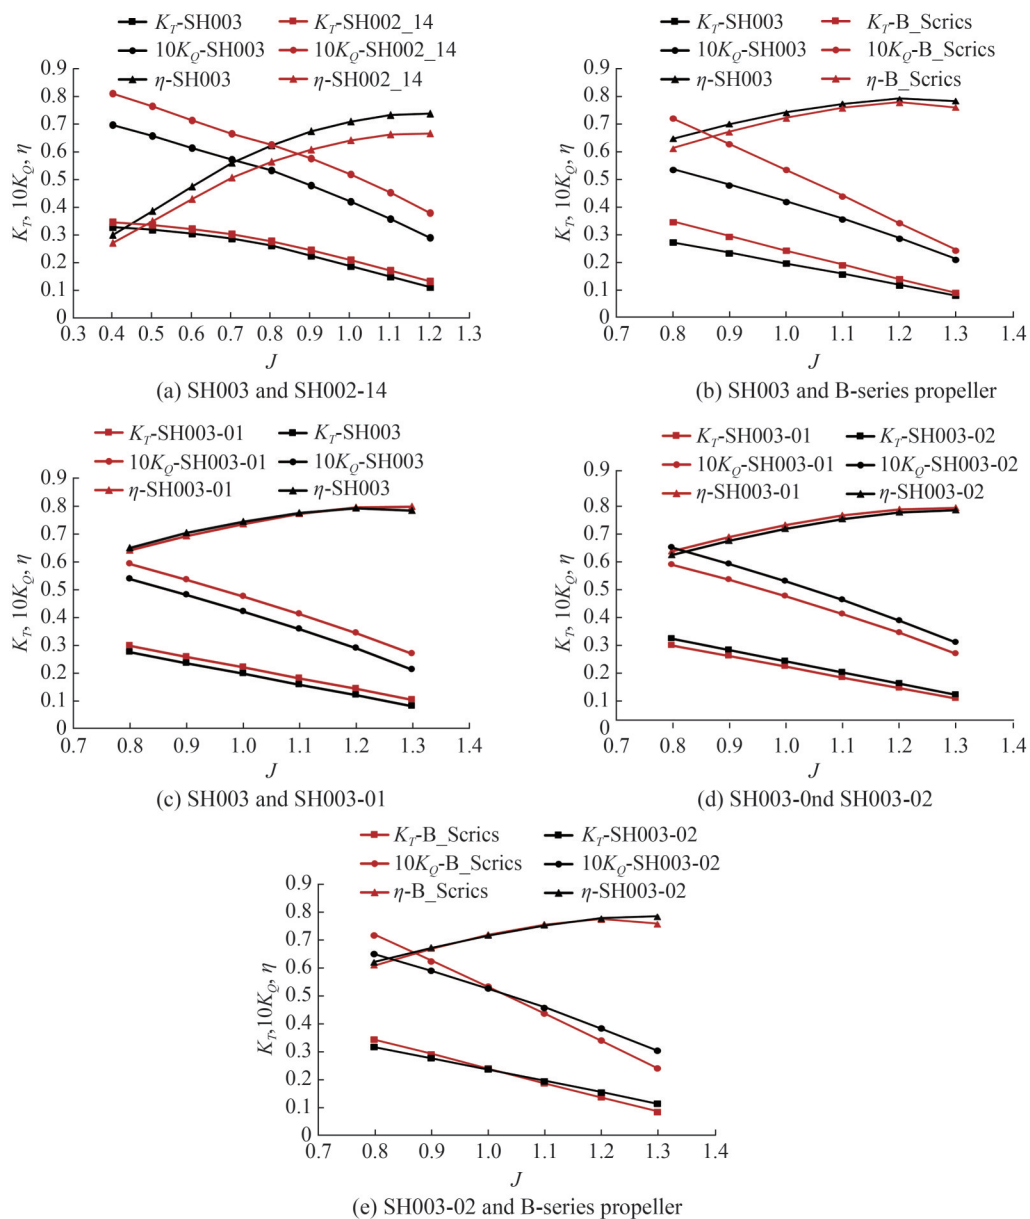 K_T-SH003 K_T-SH002_14
10K_Q-SH003 10K_Q-SH002_14
η-SH003 η-SH002_14
K_T, 10K_Q, η
0.9
0.8
0.7
0.6
0.5
0.4
0.3
0.2
0.1
0
0.3 0.4 0.5 0.6 0.7 0.8 0.9 1.0 1.1 1.2 1.3
J
(a) SH003 and SH002-14
K_T-SH003 K_T-B_Scrics
10K_Q-SH003 10K_Q-B_Scrics
η-SH003 η-B_Scrics
K_T, 10K_Q, η
0.9
0.8
0.7
0.6
0.5
0.4
0.3
0.2
0.1
0
0.7 0.8 0.9 1.0 1.1 1.2 1.3 1.4
J
(b) SH003 and B-series propeller
K_T-SH003-01 K_T-SH003
10K_Q-SH003-01 10K_Q-SH003
η-SH003-01 η-SH003
K_T, 10K_Q, η
0.9
0.8
0.7
0.6
0.5
0.4
0.3
0.2
0.1
0
0.7 0.8 0.9 1.0 1.1 1.2 1.3 1.4
J
(c) SH003 and SH003-01
K_T-SH003-01 K_T-SH003-02
10K_Q-SH003-01 10K_Q-SH003-02
η-SH003-01 η-SH003-02
K_T, 10K_Q, η
0.9
0.8
0.7
0.6
0.5
0.4
0.3
0.2
0.1
0
0.7 0.8 0.9 1.0 1.1 1.2 1.3 1.4
J
(d) SH003-0nd SH003-02
K_T-B_Scrics K_T-SH003-02
10K_Q-B_Scrics 10K_Q-SH003-02
η-B_Scrics η-SH003-02
K_T,10K_Q, η
0.9
0.8
0.7
0.6
0.5
0.4
0.3
0.2
0.1
0
0.7 0.8 0.9 1.0 1.1 1.2 1.3 1.4
J
(e) SH003-02 and B-series propeller